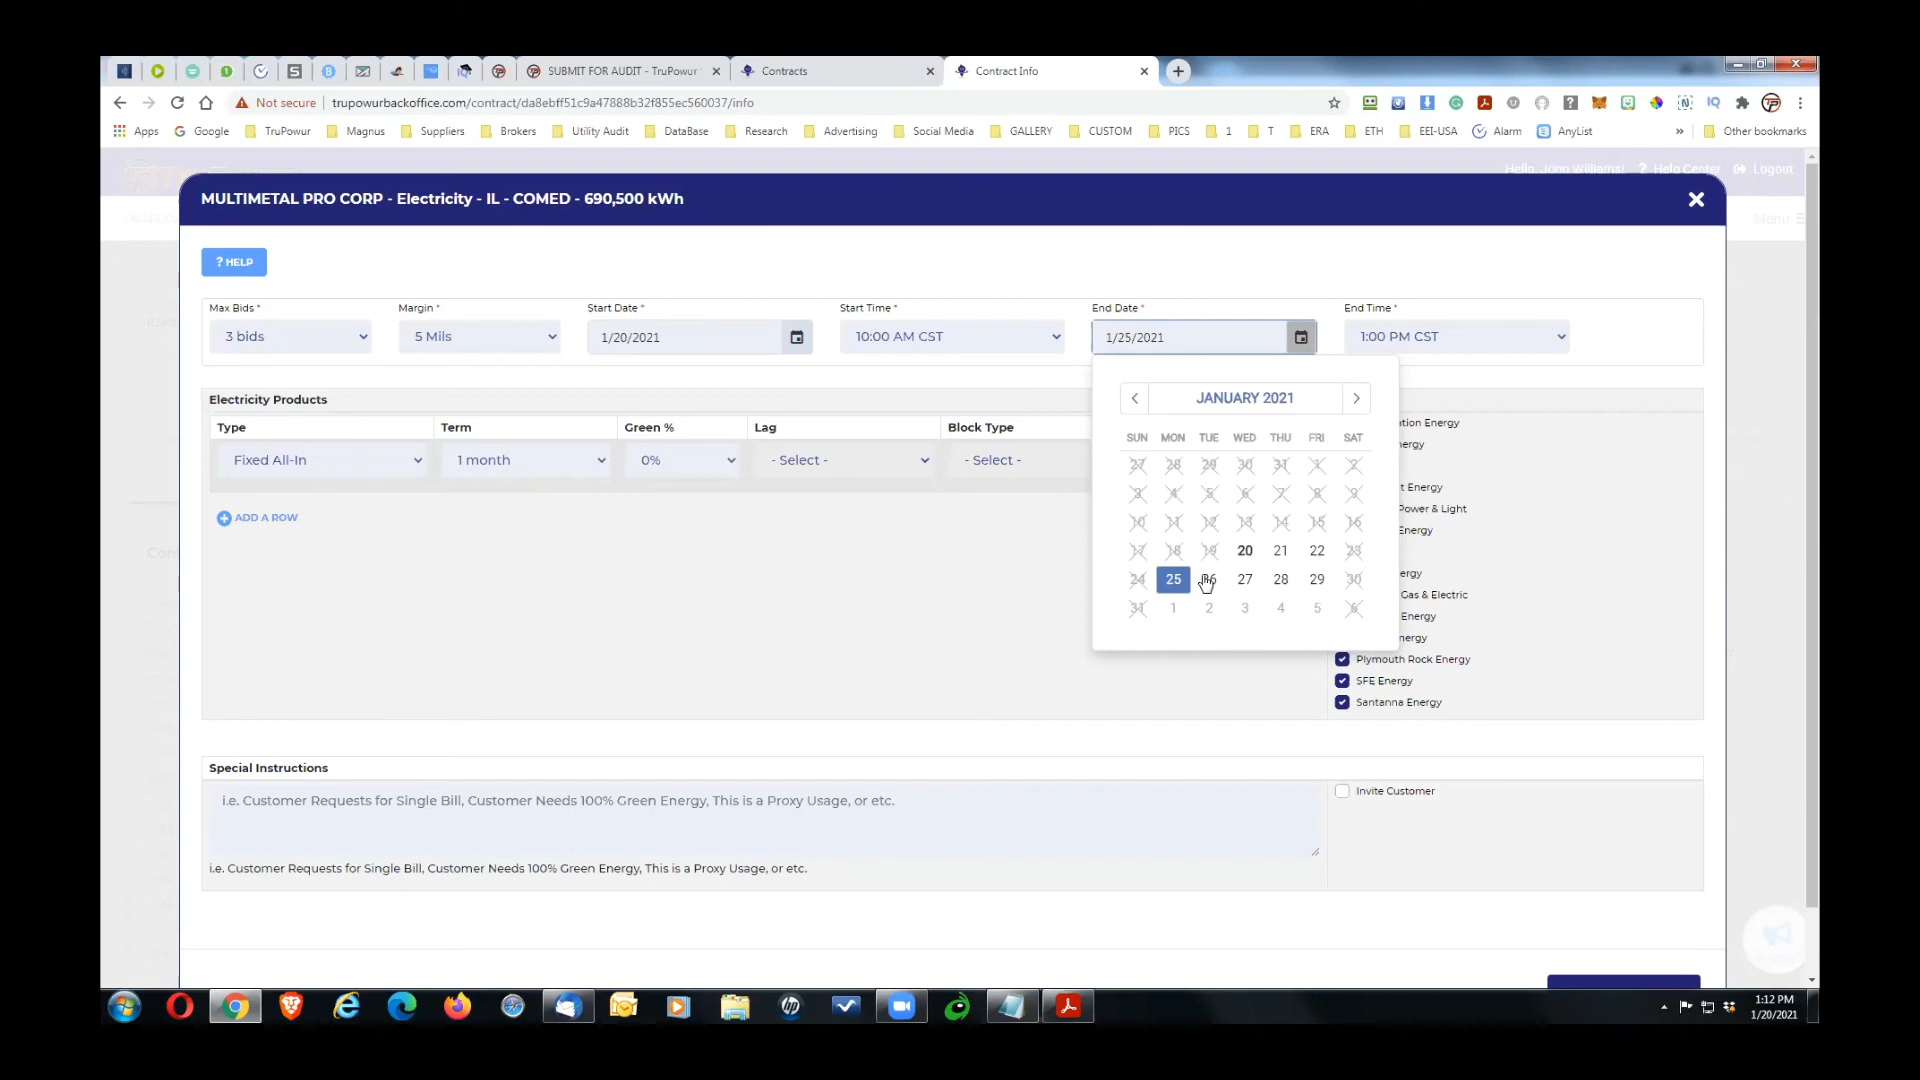 SUBMIT FOR AUDIT - TruPowur
Contracts
Contract Info
Not secure
trupowurbackoffice.com/contract/da8ebff51c9a47888b32f855ec560037/info
Apps Google TruPowur Magnus Suppliers Brokers Utility Audit DataBase Research Advertising Social Media GALLERY CUSTOM PICS 1 T ERA ETH EEI-USA Alarm AnyList » Other bookmarks
Hello, John Williams! ? Help Center Logout
Menu
MULTIMETAL PRO CORP - Electricity - IL - COMED - 690,500 kWh
? HELP
Max Bids * Margin * Start Date * Start Time * End Date * End Time *
3 bids 5 Mils 1/20/2021 10:00 AM CST 1/25/2021 1:00 PM CST
Electricity Products
Type Term Green % Lag Block Type
Fixed All-In 1 month 0% - Select - - Select -
ADD A ROW
JANUARY 2021
SUN MON TUE WED THU FRI SAT
27 28 29 30 31 1 2
3 4 5 6 7 8 9
10 11 12 13 14 15 16
17 18 19 20 21 22 23
24 25 26 27 28 29 30
31 1 2 3 4 5 6
Energy
Energy
Power & Light
Energy
Gas & Electric
Energy
Plymouth Rock Energy
SFE Energy
Santanna Energy
Special Instructions
i.e. Customer Requests for Single Bill, Customer Needs 100% Green Energy, This is a Proxy Usage, or etc.
Invite Customer
i.e. Customer Requests for Single Bill, Customer Needs 100% Green Energy, This is a Proxy Usage, or etc.
1:12 PM
1/20/2021